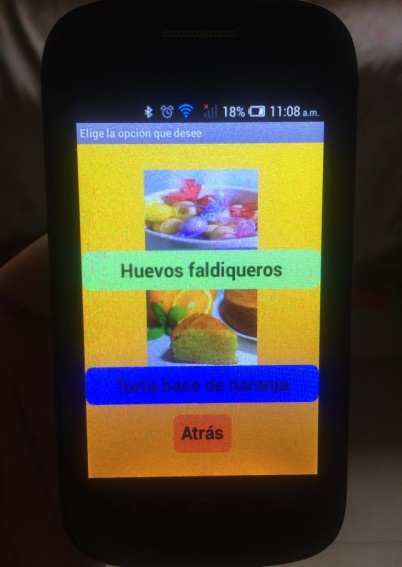 18% 11:08 a.m.
Elige la opción que desee
Huevos faldiqueros
Torta base de naranja
Atrás